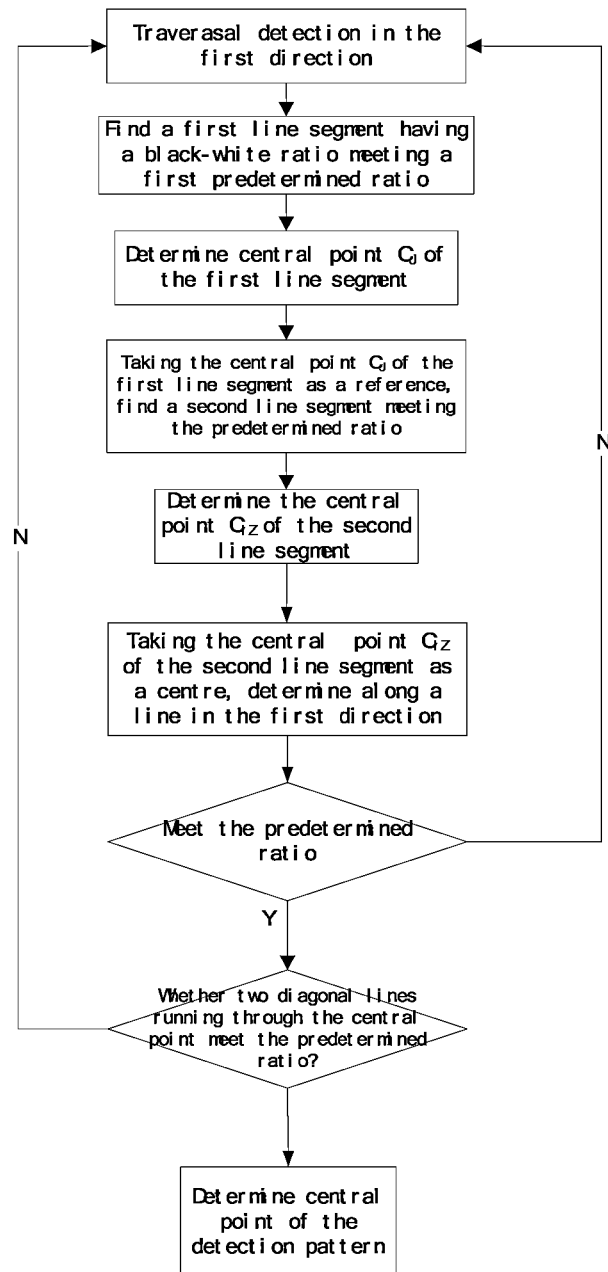 Traverasal detection in the
first direction
Find a first line segment having
a black-white ratio meeting a
first predetermined ratio
Determine central point CiJ of
the first line segment
Taking the central point CiJ of the
first line segment as a reference,
find a second line segment meeting
the predetermined ratio
N
N
Determine the central
point CiZ of the second
line segment
Taking the central point CiZ
of the second line segment as
a centre, determine along a
line in the first direction
Meet the predetermined
ratio
Y
Whether two diagonal lines
running through the central
point meet the predetermined
ratio?
Determine central
point of the
detection pattern